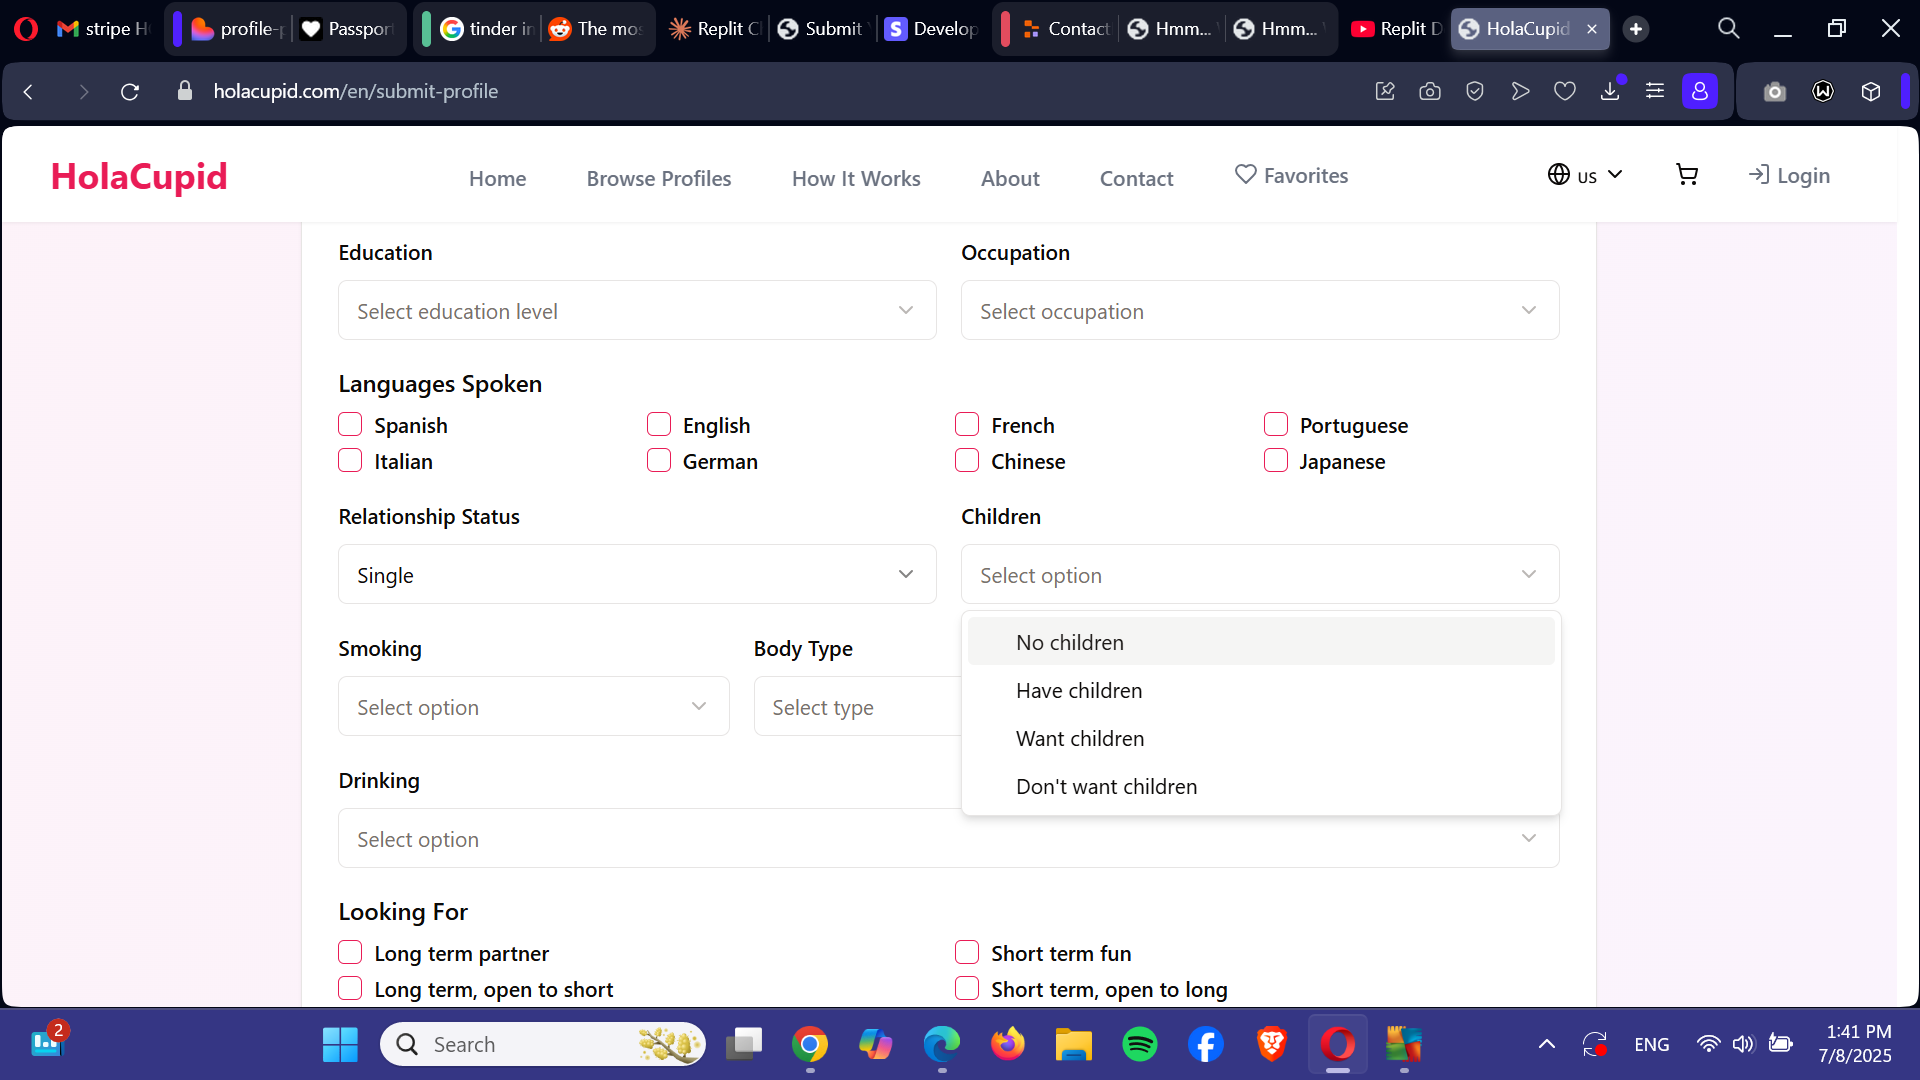 stripe H
profile-p
Passport
tinder in
The mos
Replit Cl
Submit
Develop
Contact
Hmm...
Hmm...
Replit D
HolaCupid
holacupid.com/en/submit-profile
HolaCupid
Home
Browse Profiles
How It Works
About
Contact
Favorites
us
Login
Education
Occupation
Select education level
Select occupation
Languages Spoken
Spanish
English
French
Portuguese
Italian
German
Chinese
Japanese
Relationship Status
Children
Single
Select option
No children
Have children
Want children
Don't want children
Smoking
Body Type
Select option
Select type
Drinking
Select option
Looking For
Long term partner
Short term fun
Long term, open to short
Short term, open to long
2
Search
ENG
1:41 PM
7/8/2025